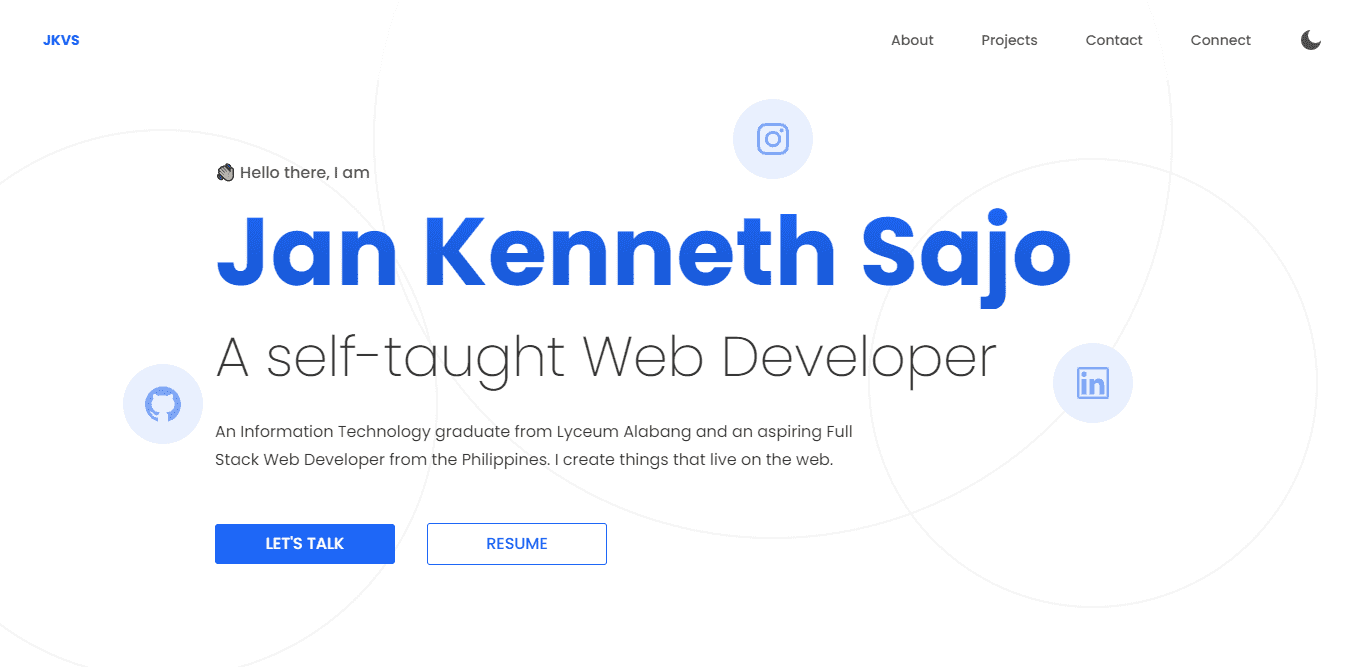 JKVS
About
Projects
Contact
Connect
👋 Hello there, I am
Jan Kenneth Sajo
A self-taught Web Developer
An Information Technology graduate from Lyceum Alabang and an aspiring Full
Stack Web Developer from the Philippines. I create things that live on the web.
LET'S TALK
RESUME
in